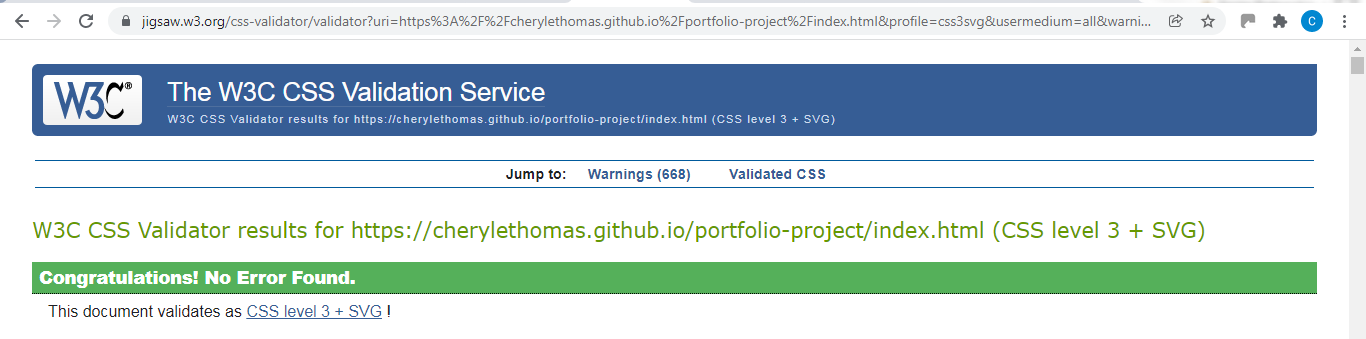 jigsaw.w3.org/css-validator/validator?uri=https%3A%2F%2Fcherylethomas.github.io%2Fportfolio-project%2Findex.html&profile=css3svg&usermedium=all&warni...
C
W3C®
The W3C CSS Validation Service
W3C CSS Validator results for https://cherylethomas.github.io/portfolio-project/index.html (CSS level 3 + SVG)
Jump to: Warnings (668) Validated CSS
W3C CSS Validator results for https://cherylethomas.github.io/portfolio-project/index.html (CSS level 3 + SVG)
Congratulations! No Error Found.
This document validates as CSS level 3 + SVG !